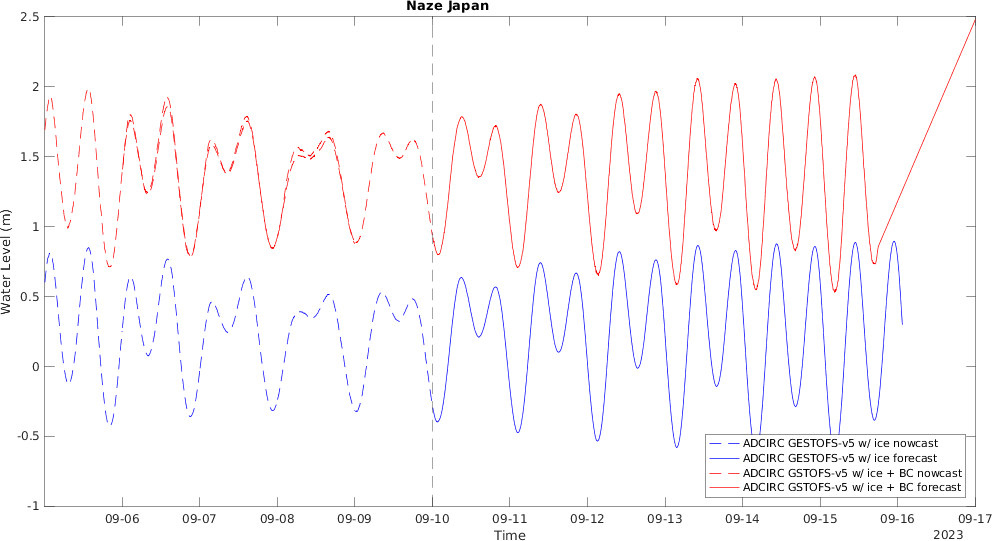 Naze Japan
2.5
2
1.5
1
0.5
0
-0.5
-1
Water Level (m)
ADCIRC GESTOFS-v5 w/ ice nowcast
ADCIRC GESTOFS-v5 w/ ice forecast
ADCIRC GSTOFS-v5 w/ ice + BC nowcast
ADCIRC GSTOFS-v5 w/ ice + BC forecast
09-06 09-07 09-08 09-09 09-10 09-11 09-12 09-13 09-14 09-15 09-16 09-17
Time
2023